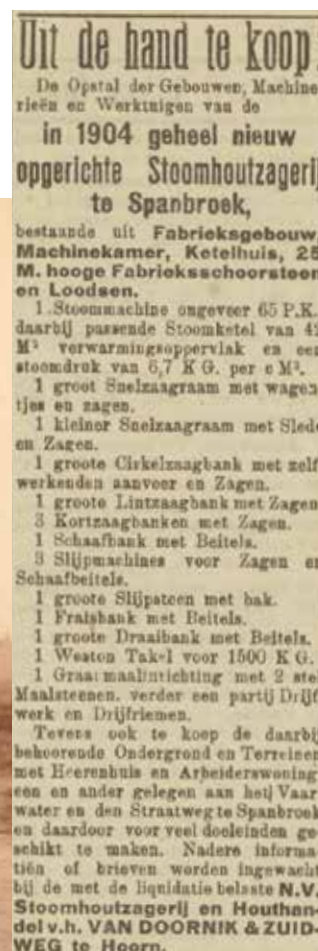 Uit de hand te koop
De Opstal der Gebouwen, Machine
rieën en Werktuigen van de
in 1904 geheel nieuw
opgerichte Stoomhoutzagerij
te Spanbroek,
bestaande uit Fabrieksgebouw,
Machinekamer, Ketelhuis, 25
M. hooge Fabrieksschoorsteen
en Loodsen.
1 Stoommachine ongeveer 65 P.K.
daarbij passende Stoomketel van 42
M² verwarmingsoppervlak en een
stoomdruk van 6,7 K G. per c M².
1 groot Snelzaagraam met wagen
tjes en zagen.
1 kleiner Snelzaagraam met Slede
en Zagen.
1 groote Cirkelzaagbank met zelf
werkenden aanvoer en Zagen.
1 groote Lintzaagbank met Zagen
3 Kortzaagbanken met Zagen.
1 Schaafbank met Beitels.
3 Slijpmachines voor Zagen en
Schaafbeitels.
1 groote Slijpsteen met bak.
1 Fraisbank met Beitels.
1 groote Draaibank met Beitels.
1 Weston Takel voor 1500 K G.
1 Graanmaalinrichting met 2 stel
Maalsteenen. verder een partij Drijf
werk en Drijfriemen.
Tevens ook te koop de daarbij
behoorende Ondergrond en Terreinen
met Heerenhuis en Arbeiderswoning
een en ander gelegen aan het Vaar
water en den Straatweg te Spanbroek
en daardoor voor veel doeleinden ge
schikt te maken. Nadere informa
tiën of brieven worden ingewacht
bij de met de liquidatie belaste N.V.
Stoomhoutzagerij en Houthan-
del v.h. VAN DOORNIK & ZUID-
WEG te Hoorn.